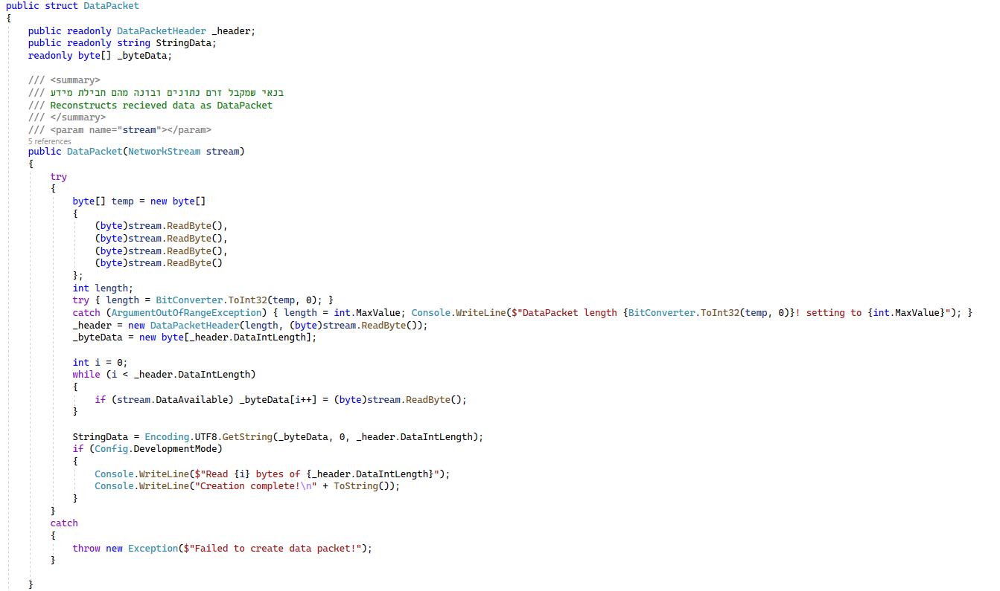 public struct DataPacket
{
    public readonly DataPacketHeader _header;
    public readonly string StringData;
    readonly byte[] _byteData;

    /// <summary>
    /// בנאי שמקבל זרם נתונים ובונה מהם חבילת מידע
    /// Reconstructs recieved data as DataPacket
    /// </summary>
    /// <param name="stream"></param>
    5 references
    public DataPacket(NetworkStream stream)
    {
        try
        {
            byte[] temp = new byte[]
            {
                (byte)stream.ReadByte(),
                (byte)stream.ReadByte(),
                (byte)stream.ReadByte(),
                (byte)stream.ReadByte()
            };
            int length;
            try { length = BitConverter.ToInt32(temp, 0); }
            catch (ArgumentOutOfRangeException) { length = int.MaxValue; Console.WriteLine($"DataPacket length {BitConverter.ToInt32(temp, 0)}! setting to {int.MaxValue}"); }
            _header = new DataPacketHeader(length, (byte)stream.ReadByte());
            _byteData = new byte[_header.DataIntLength];

            int i = 0;
            while (i < _header.DataIntLength)
            {
                if (stream.DataAvailable) _byteData[i++] = (byte)stream.ReadByte();
            }

            StringData = Encoding.UTF8.GetString(_byteData, 0, _header.DataIntLength);
            if (Config.DevelopmentMode)
            {
                Console.WriteLine($"Read {i} bytes of {_header.DataIntLength}");
                Console.WriteLine("Creation complete!\n" + ToString());
            }
        }
        catch
        {
            throw new Exception($"Failed to create data packet!");
        }

    }